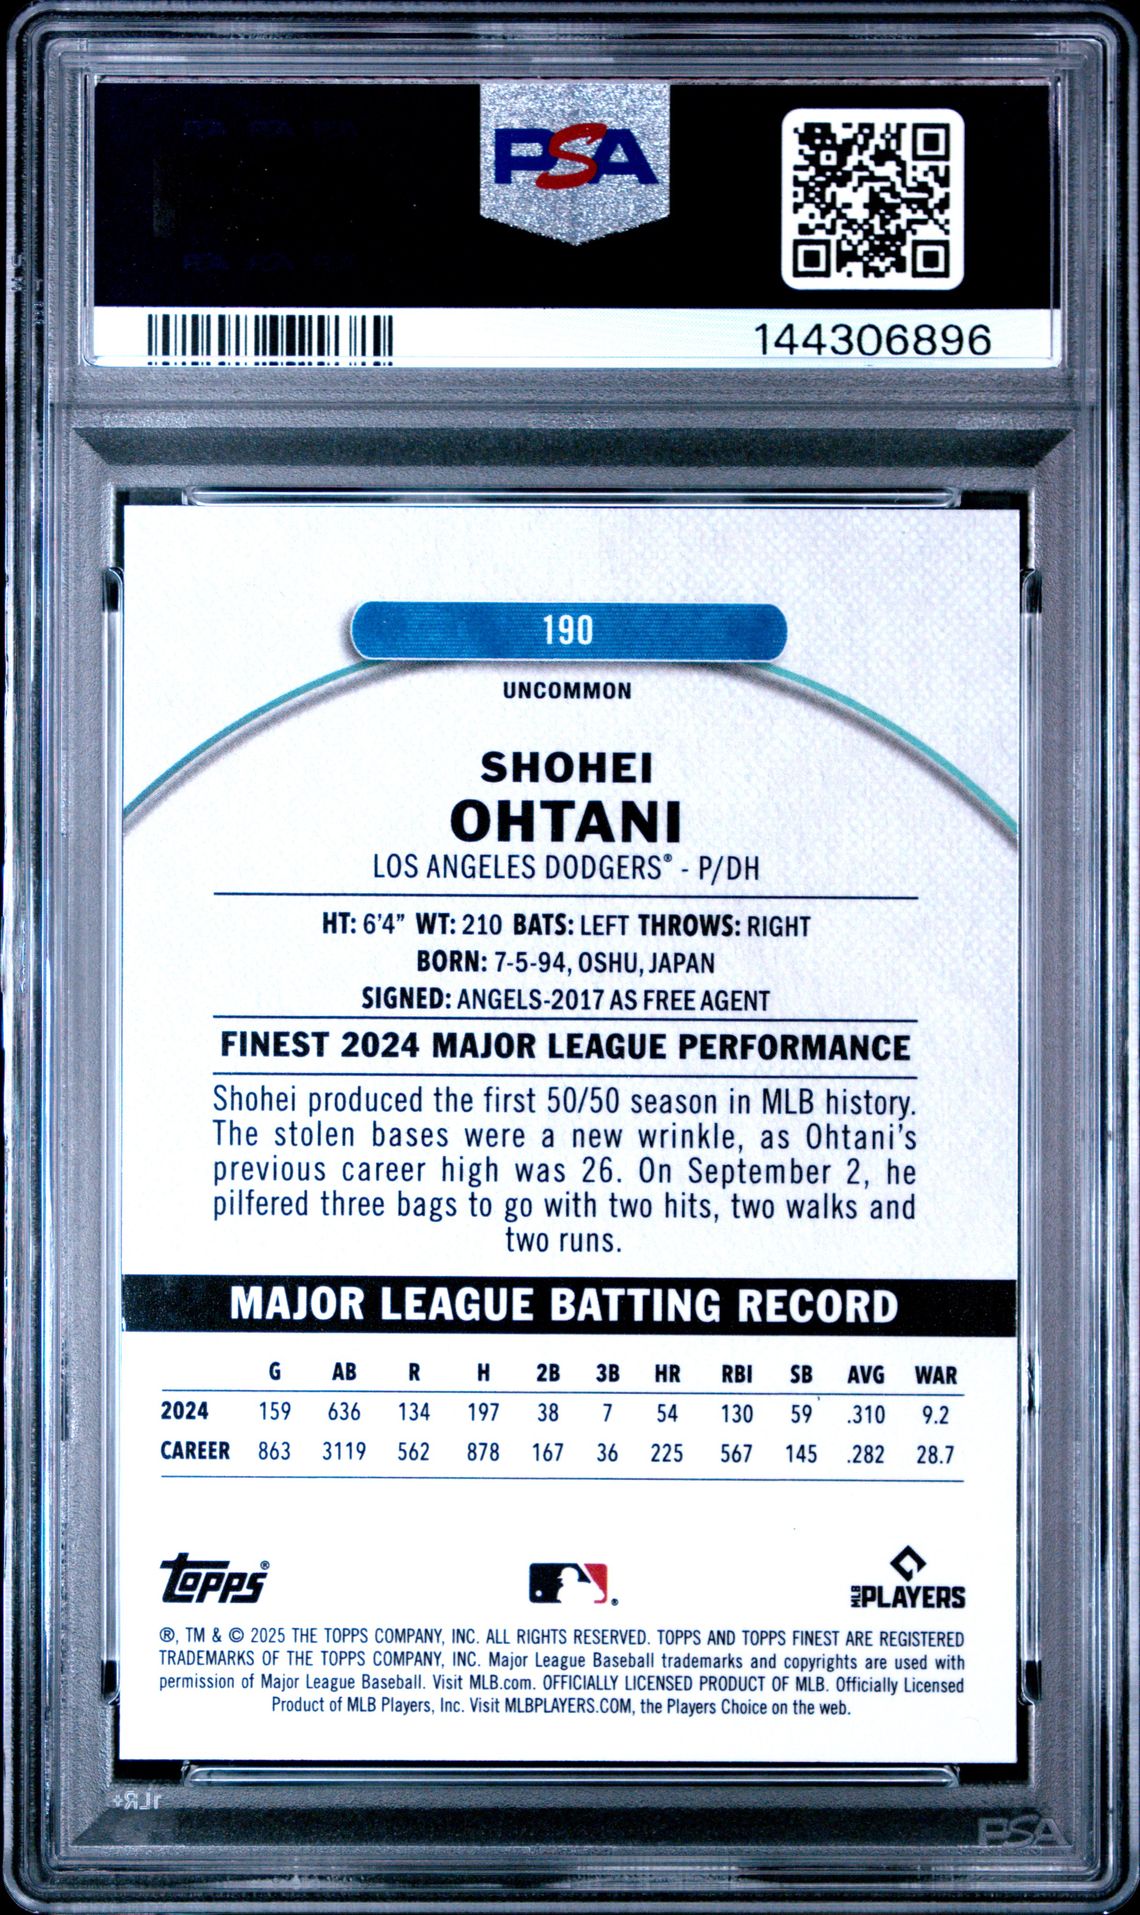 PSA
144306896
190
UNCOMMON
SHOHEI
OHTANI
LOS ANGELES DODGERS® - P/DH
HT: 6'4" WT: 210 BATS: LEFT THROWS: RIGHT
BORN: 7-5-94, OSHU, JAPAN
SIGNED: ANGELS-2017 AS FREE AGENT
FINEST 2024 MAJOR LEAGUE PERFORMANCE
Shohei produced the first 50/50 season in MLB history.
The stolen bases were a new wrinkle, as Ohtani's
previous career high was 26. On September 2, he
pilfered three bags to go with two hits, two walks and
two runs.
MAJOR LEAGUE BATTING RECORD
G AB R H 2B 3B HR RBI SB AVG WAR
2024 159 636 134 197 38 7 54 130 59 .310 9.2
CAREER 863 3119 562 878 167 36 225 567 145 .282 28.7
Topps® MLB PLAYERS
®, TM & © 2025 THE TOPPS COMPANY, INC. ALL RIGHTS RESERVED. TOPPS AND TOPPS FINEST ARE REGISTERED
TRADEMARKS OF THE TOPPS COMPANY, INC. Major League Baseball trademarks and copyrights are used with
permission of Major League Baseball. Visit MLB.com. OFFICIALLY LICENSED PRODUCT OF MLB. Officially Licensed
Product of MLB Players, Inc. Visit MLBPLAYERS.COM, the Players Choice on the web.
PSA